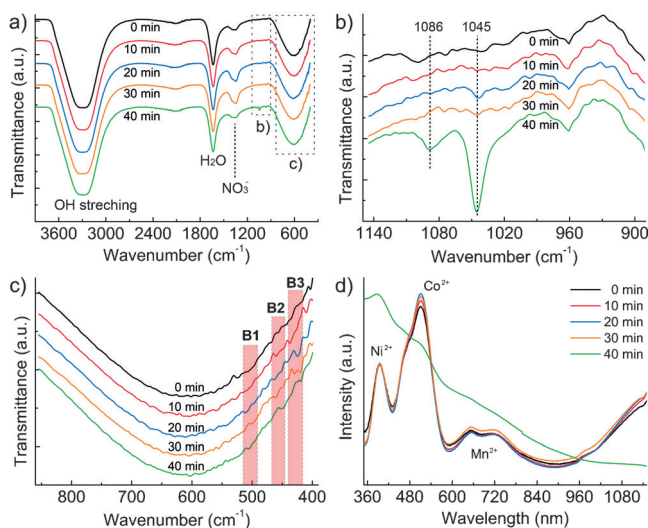 a)
0 min
10 min
20 min
30 min
40 min
H₂O
NO₃⁻
b)
c)
OH streching
Transmittance (a.u.)
3600 3000 2400 1800 1200 600
Wavenumber (cm⁻¹)
b)
1086 1045
0 min
10 min
20 min
30 min
40 min
Transmittance (a.u.)
1140 1080 1020 960 900
Wavenumber (cm⁻¹)
c)
B1 B2 B3
0 min
10 min
20 min
30 min
40 min
Transmittance (a.u.)
800 700 600 500 400
Wavenumber (cm⁻¹)
d)
Co²⁺
Ni²⁺
Mn²⁺
0 min
10 min
20 min
30 min
40 min
Intensity (a.u.)
360 480 600 720 840 960 1080
Wavelength (nm)